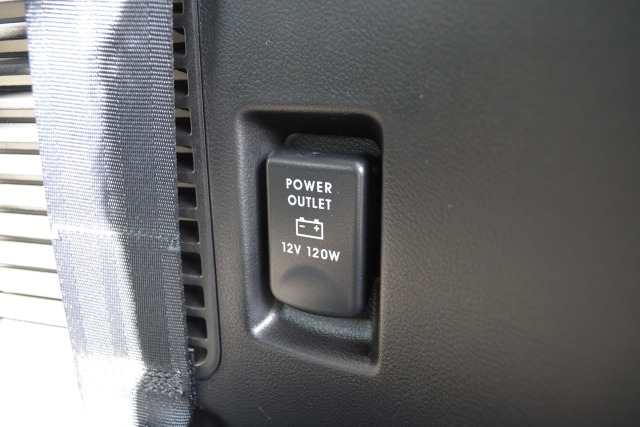 POWER
OUTLET
- +
12V 120W